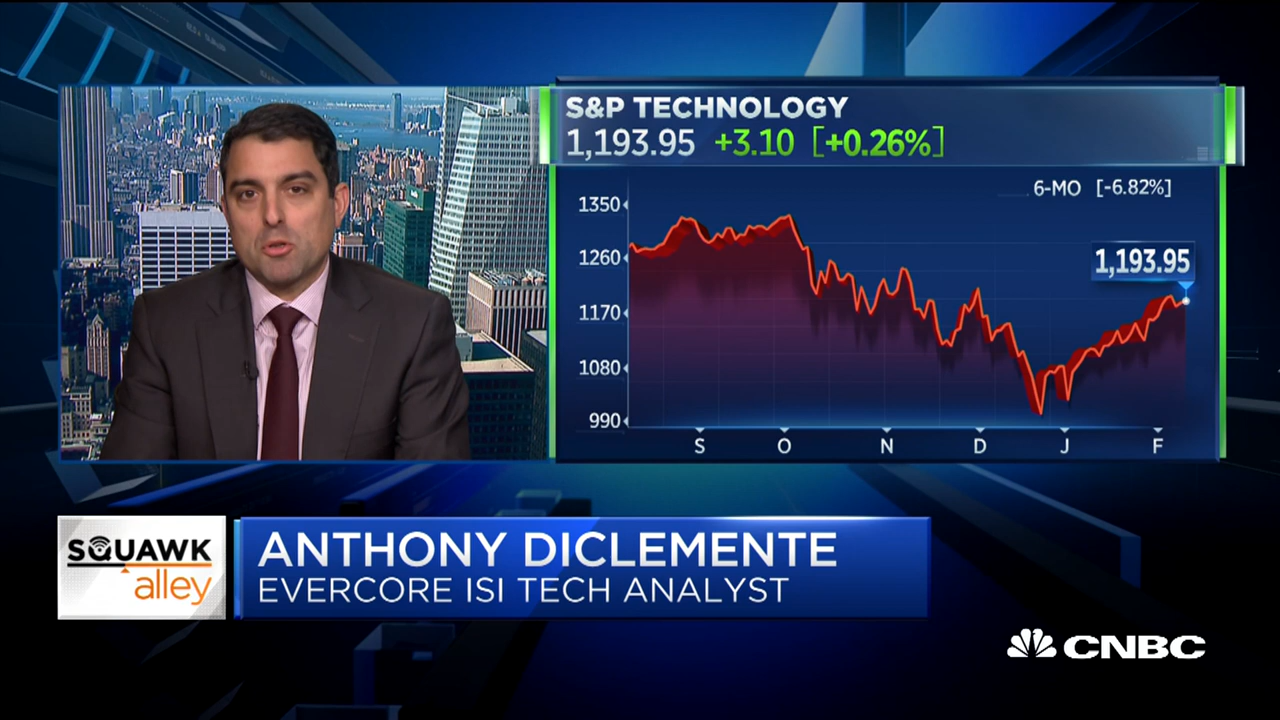 S&P TECHNOLOGY
1,193.95 +3.10 [+0.26%]
6-MO [-6.82%]
1350
1,193.95
1260
1170
1080
990
S O N D J F
SQUAWK
alley
ANTHONY DICLEMENTE
EVERCORE ISI TECH ANALYST
CNBC